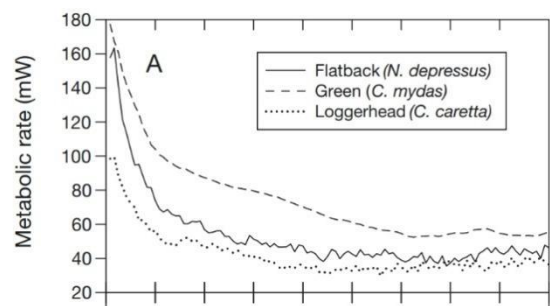 180
160
140
120
100
80
60
40
20
Metabolic rate (mW)
A
Flatback (N. depressus)
Green (C. mydas)
Loggerhead (C. caretta)